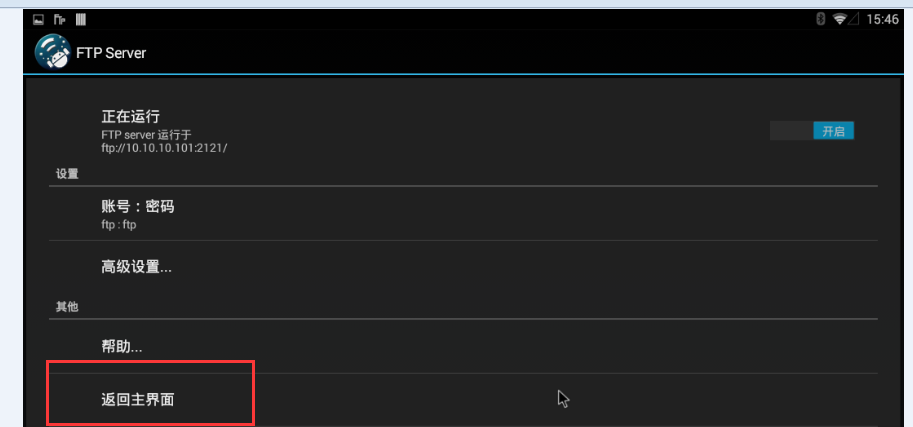 15:46
FTP Server
正在运行
FTP server 运行于
ftp://10.10.10.101:2121/
开启
设置
账号：密码
ftp : ftp
高级设置...
其他
帮助...
返回主界面